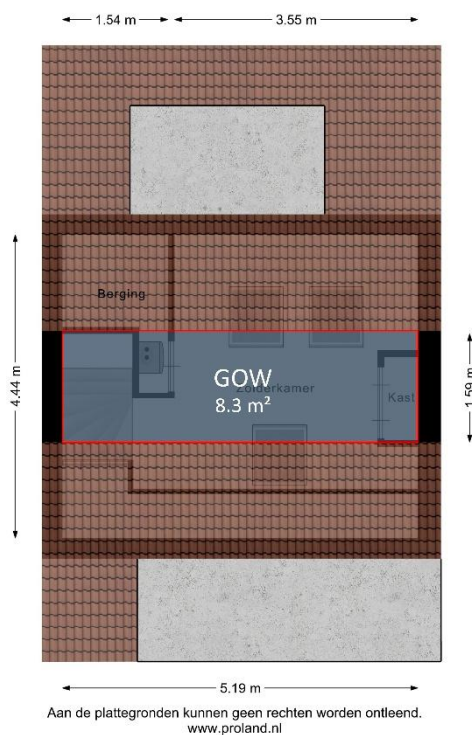 1.54 m
3.55 m
Berging
4.44 m
GOW
Zolderkamer
8.3 m²
Kast
1.59 m
5.19 m
Aan de plattegronden kunnen geen rechten worden ontleend.
www.proland.nl